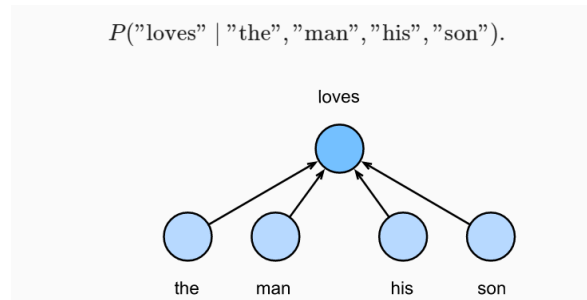 P("loves" | "the", "man", "his", "son").
loves
the man his son